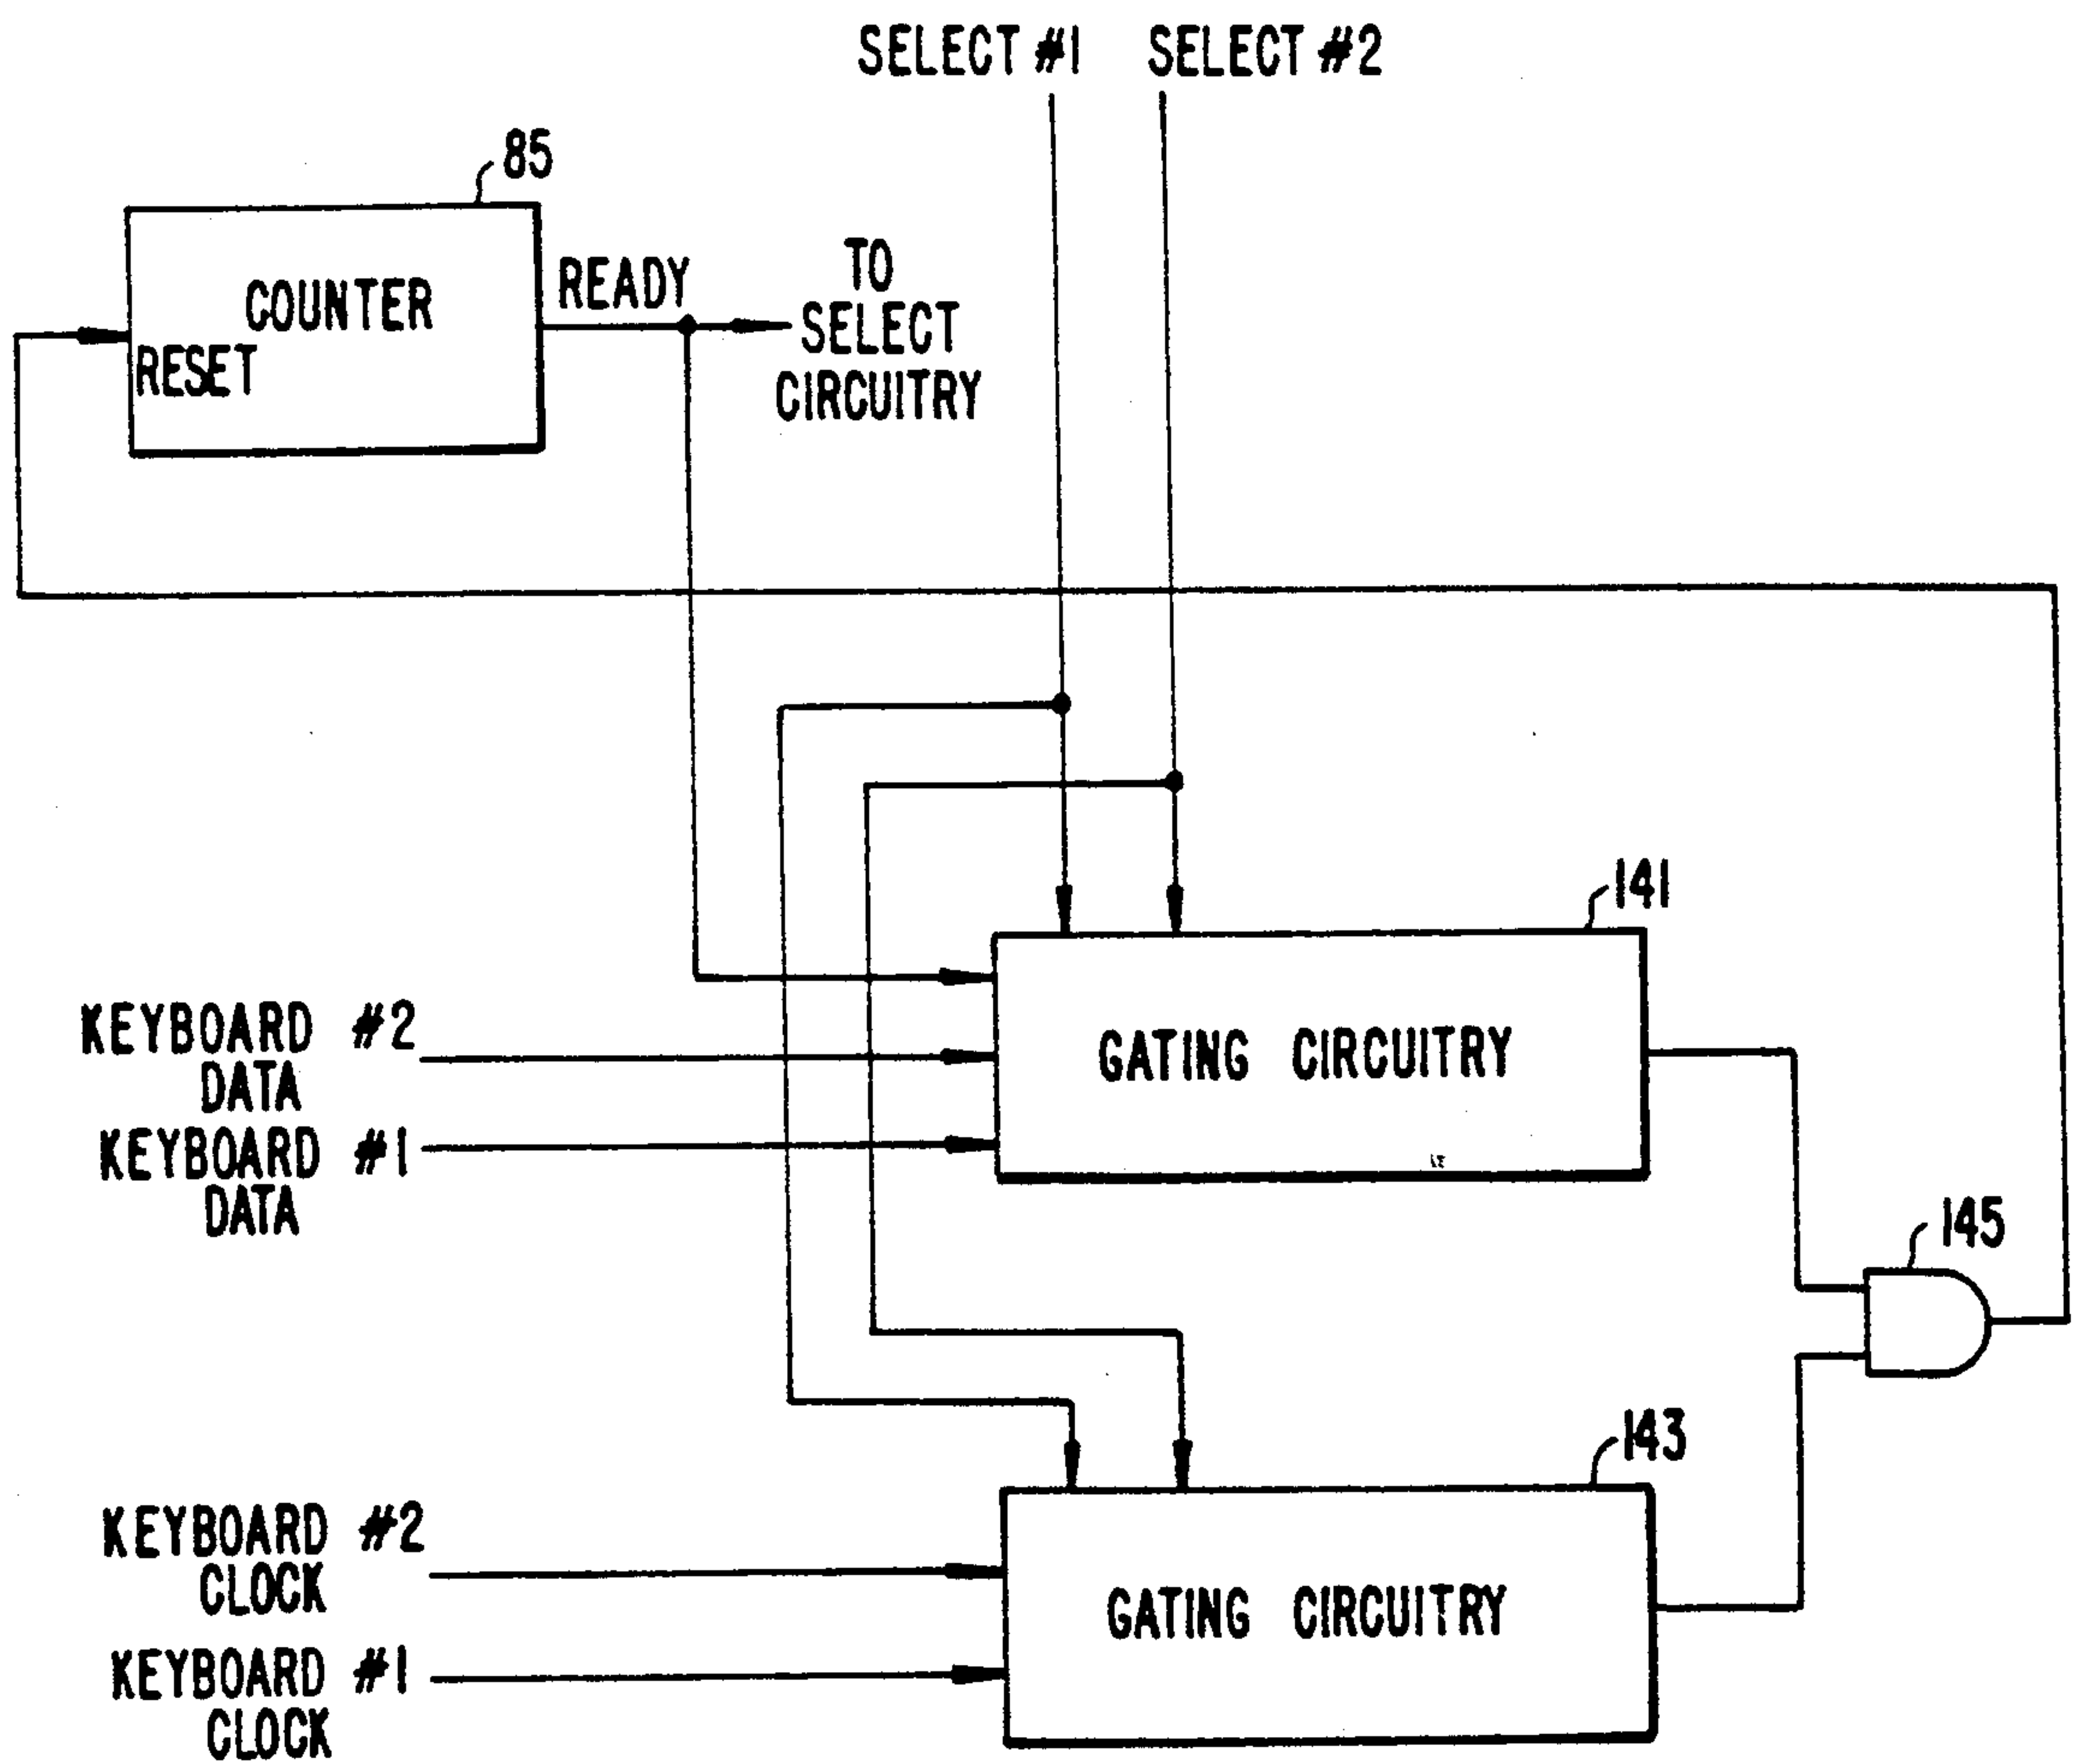 SELECT #1
SELECT #2
85
COUNTER
RESET
READY
TO
SELECT
CIRCUITRY
141
KEYBOARD #2
DATA
KEYBOARD #1
DATA
GATING CIRCUITRY
145
143
KEYBOARD #2
CLOCK
KEYBOARD #1
CLOCK
GATING CIRCUITRY